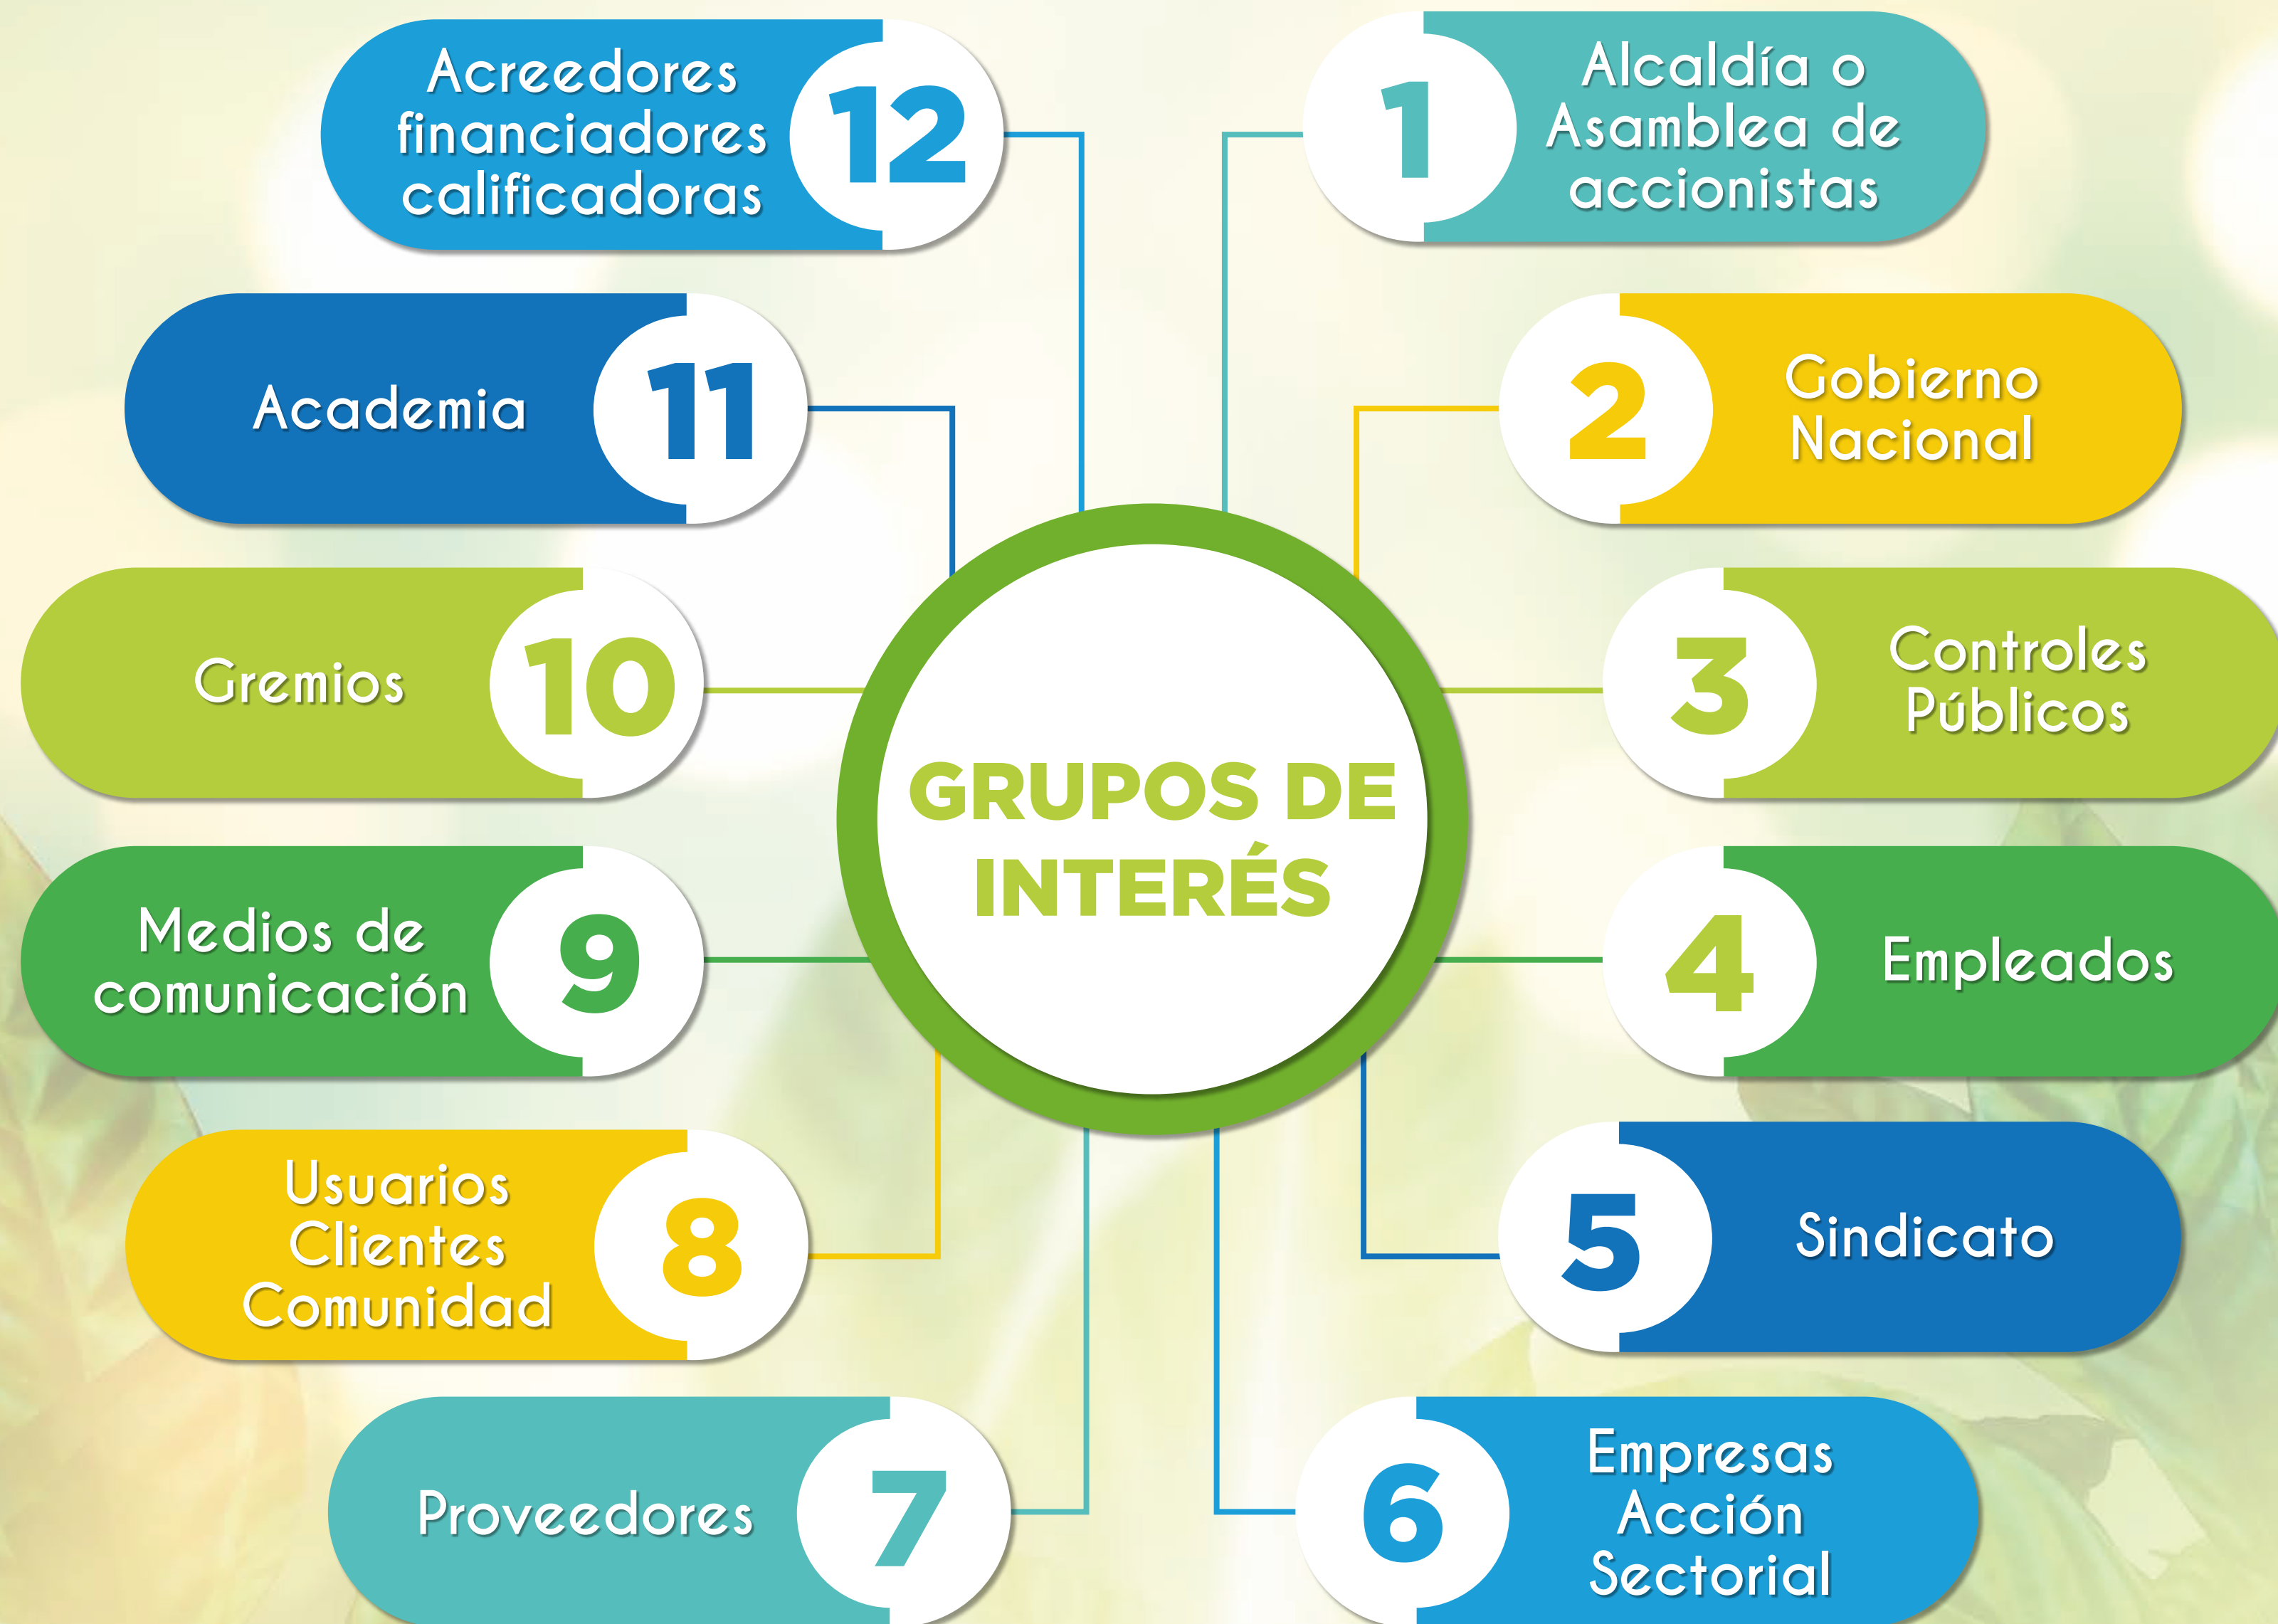 GRUPOS DE
INTERÉS
1
Alcaldía o
Asamblea de
accionistas
2
Gobierno
Nacional
3
Controles
Públicos
4
Empleados
5
Sindicato
6
Empresas
Acción
Sectorial
7
Proveedores
8
Usuarios
Clientes
Comunidad
9
Medios de
comunicación
10
Gremios
11
Academia
12
Acreedores
financiadores
calificadoras